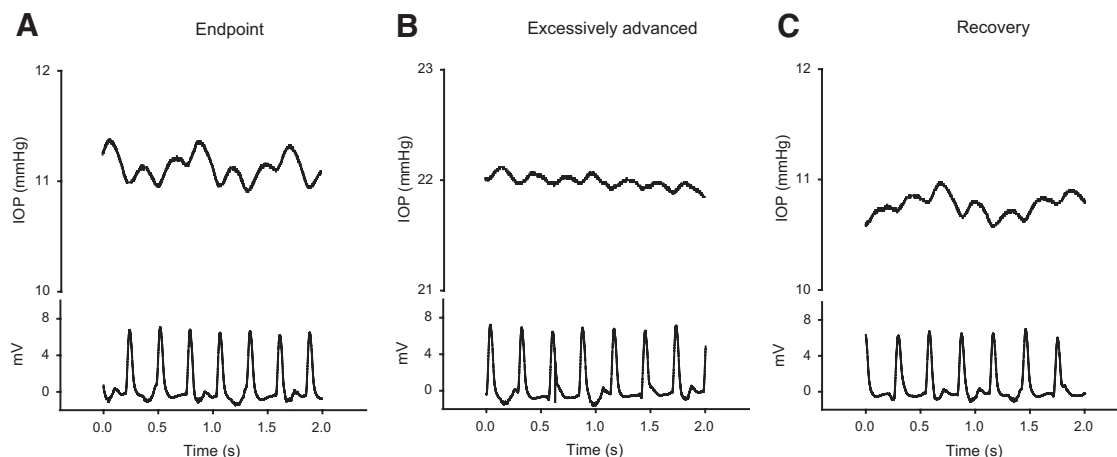 A Endpoint
12
11
10
IOP (mmHg)
8
4
0
mV
0.0 0.5 1.0 1.5 2.0
Time (s)
B Excessively advanced
23
22
21
IOP (mmHg)
8
4
0
mV
0.0 0.5 1.0 1.5 2.0
Time (s)
C Recovery
12
11
10
IOP (mmHg)
8
4
0
mV
0.0 0.5 1.0 1.5 2.0
Time (s)